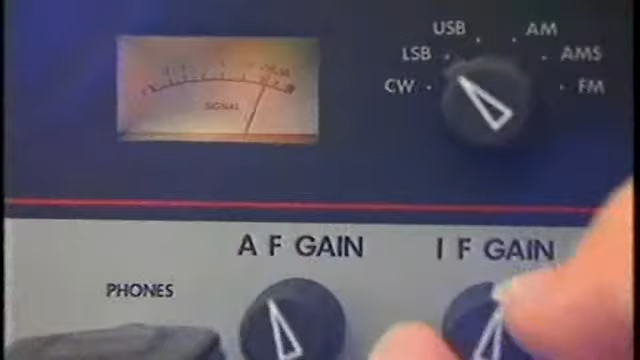 USB
AM
LSB
AMS
CW
FM
SIGNAL
A F GAIN
I F GAIN
PHONES